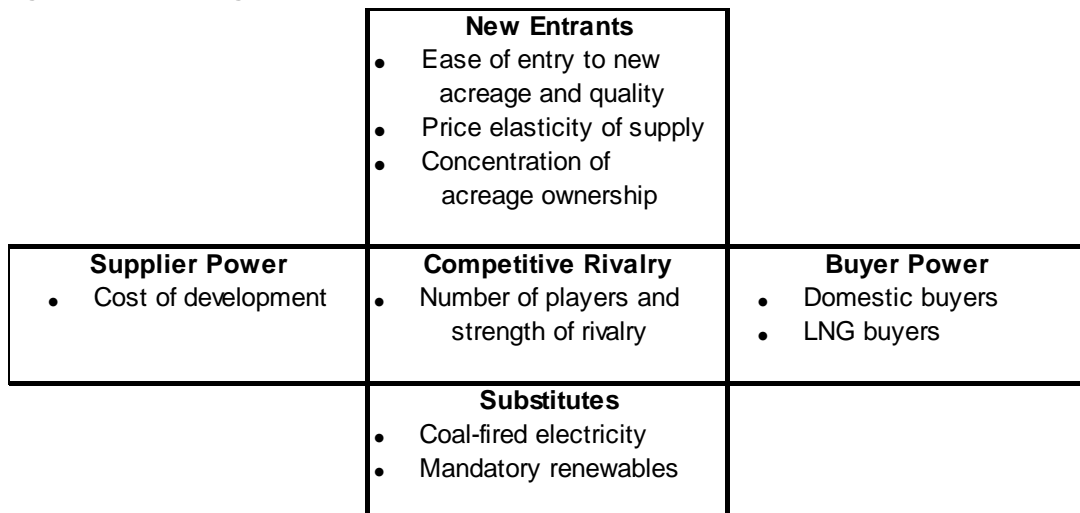 New Entrants
• Ease of entry to new
acreage and quality
• Price elasticity of supply
• Concentration of
acreage ownership
Supplier Power
• Cost of development
Competitive Rivalry
• Number of players and
strength of rivalry
Buyer Power
• Domestic buyers
• LNG buyers
Substitutes
• Coal-fired electricity
• Mandatory renewables